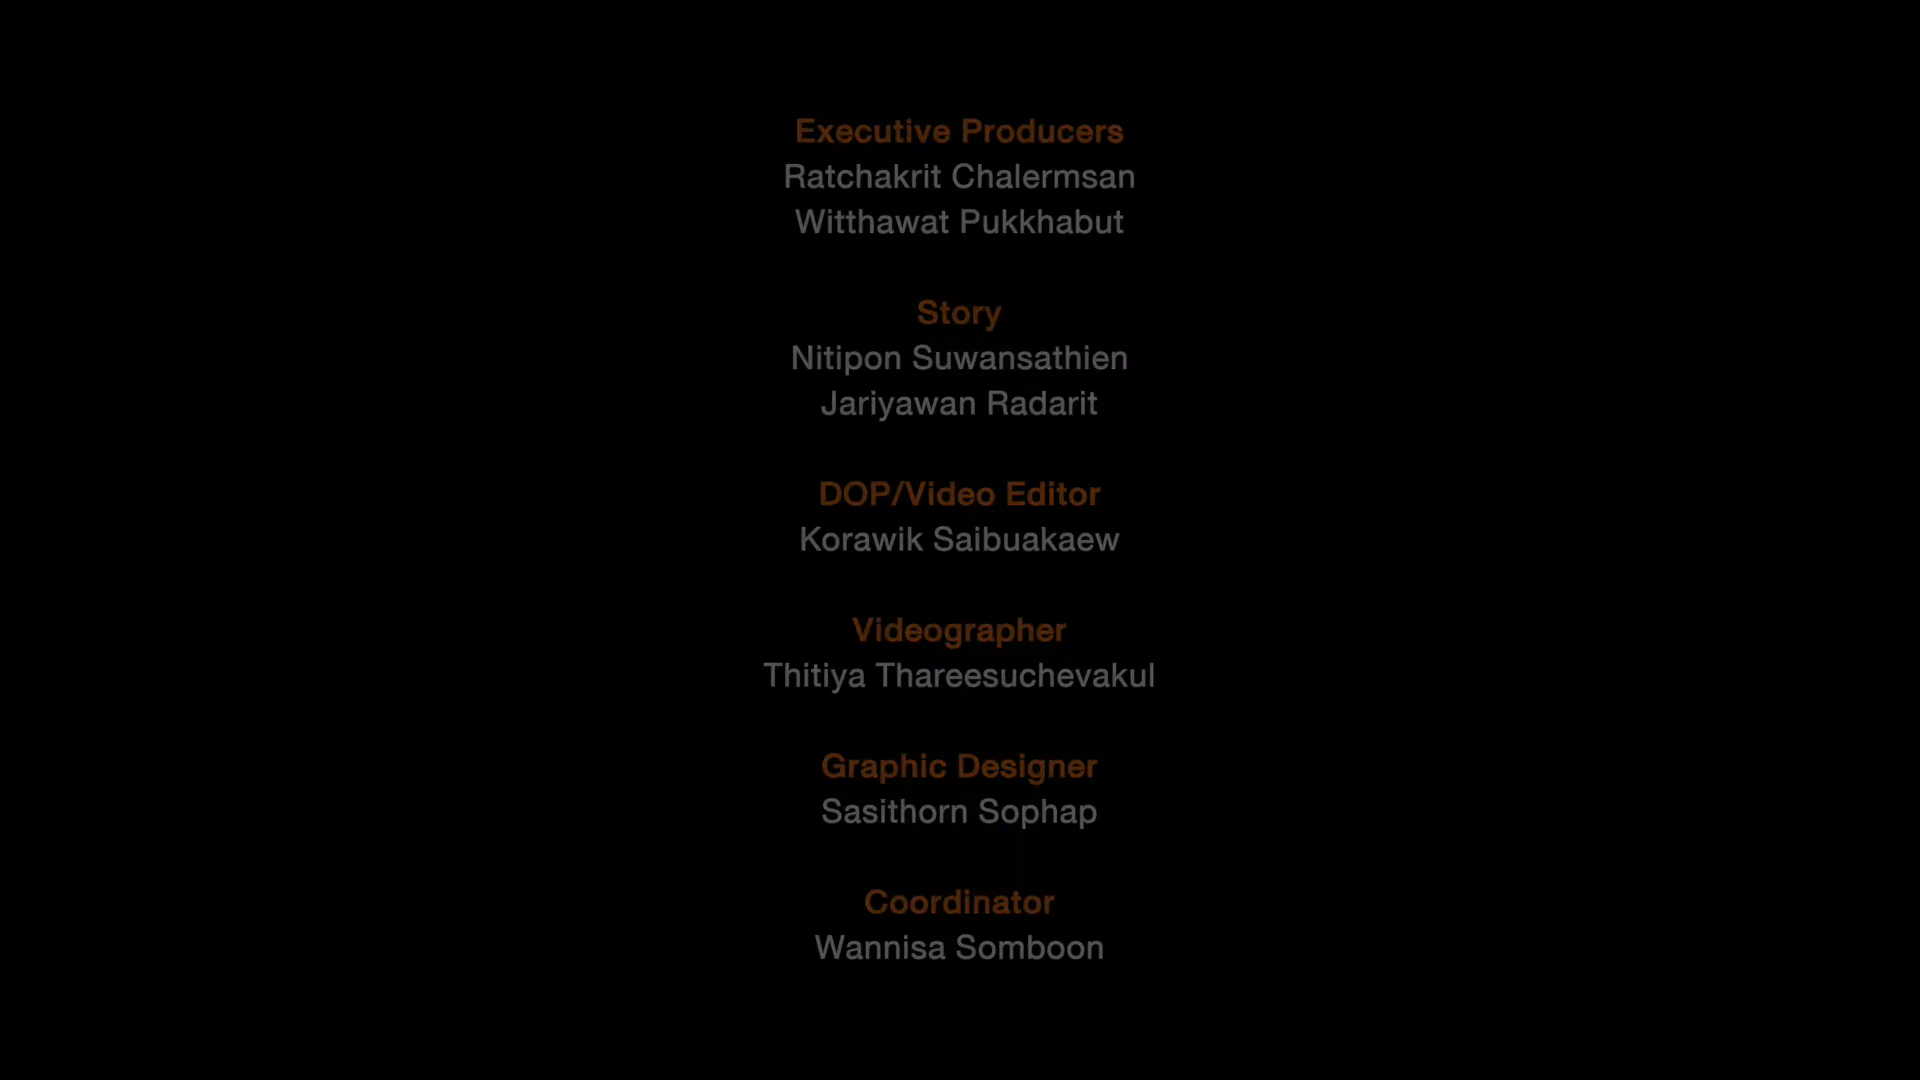 Executive Producers
Ratchakrit Chalermsan
Witthawat Pukkhabut
Story
Nitipon Suwansathien
Jariyawan Radarit
DOP/Video Editor
Korawik Saibuakaew
Videographer
Thitiya Thareesuchevakul
Graphic Designer
Sasithorn Sophap
Coordinator
Wannisa Somboon